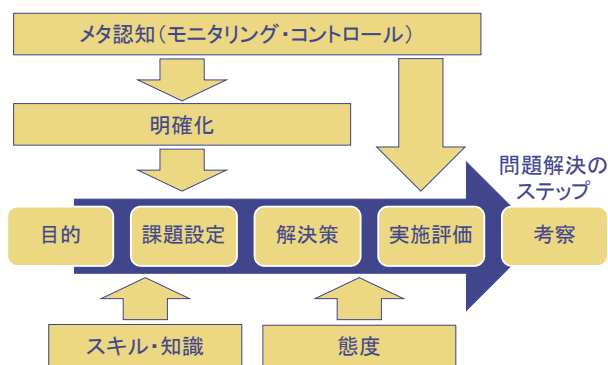 メタ認知(モニタリング・コントロール)
明確化
問題解決の
ステップ
目的
課題設定
解決策
実施評価
考察
スキル・知識
態度